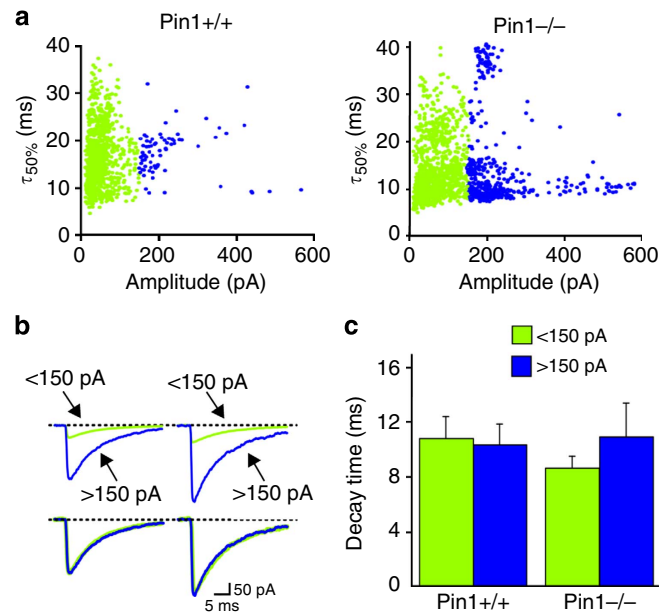 a
Pin1+/+
Pin1–/–
τ50% (ms)
40
30
20
10
0
0
200
400
600
Amplitude (pA)
τ50% (ms)
40
30
20
10
0
0
200
400
600
Amplitude (pA)
b
<150 pA
<150 pA
>150 pA
>150 pA
50 pA
5 ms
c
<150 pA
>150 pA
Decay time (ms)
16
12
8
4
0
Pin1+/+
Pin1–/–